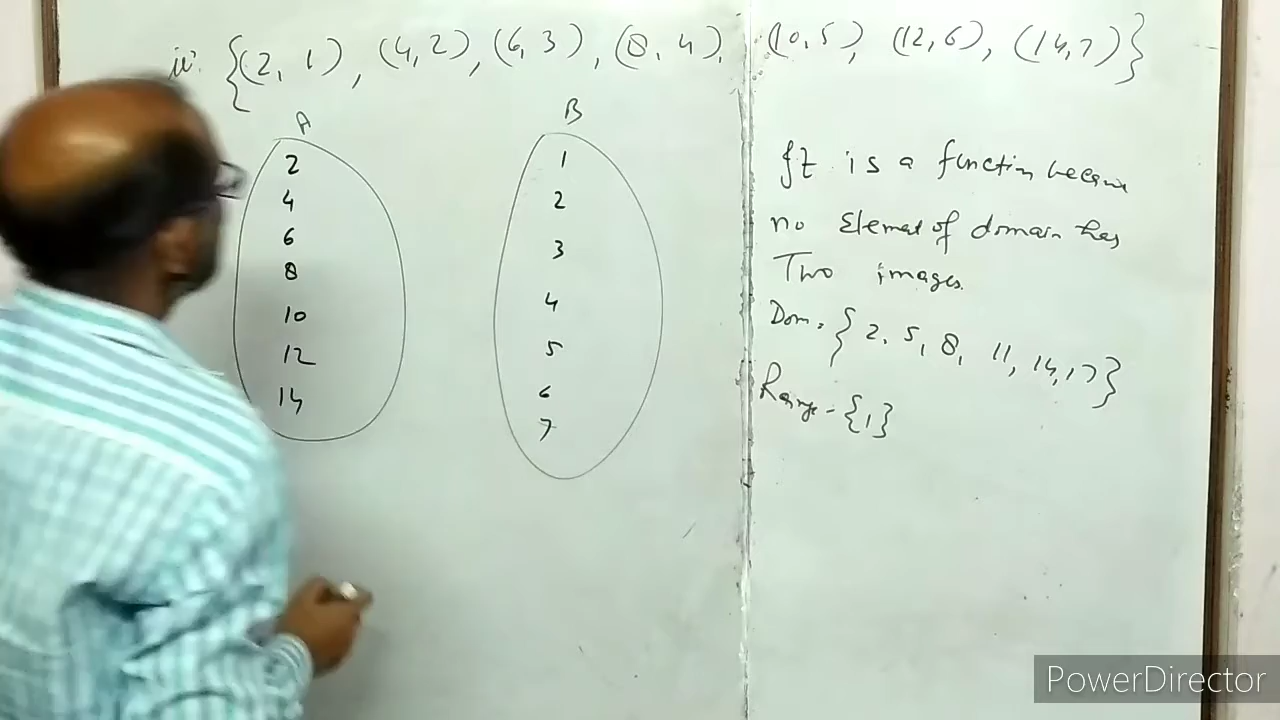 ii. {(2, 1), (4, 2), (6, 3), (8, 4), (10, 5), (12, 6), (14, 7)}
A
2
4
6
8
10
12
14
B
1
2
3
4
5
6
7
It is a function because
no Element of domain has
Two images.
Dom. = { 2, 5, 8, 11, 14, 17}
Range = {1}
PowerDirector